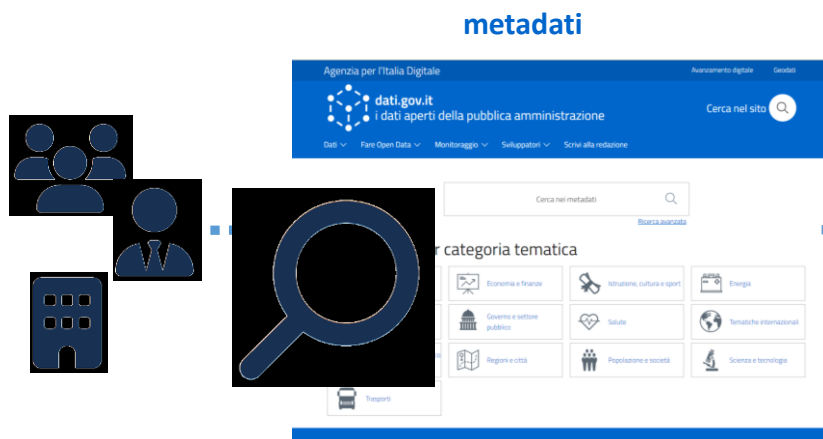 metadati
Agenzia per l'Italia Digitale
Avanzamento digitale Geodati
dati.gov.it
i dati aperti della pubblica amministrazione
Cerca nel sito
Dati Fare Open Data Monitoraggio Sviluppatori Scrivi alla redazione
Cerca nei metadati
Ricerca avanzata
r categoria tematica
Economia e finanze
Istruzione, cultura e sport
Energia
Governo e settore
pubblico
Salute
Tematiche internazionali
Regioni e città
Popolazione e società
Scienza e tecnologia
Trasporti